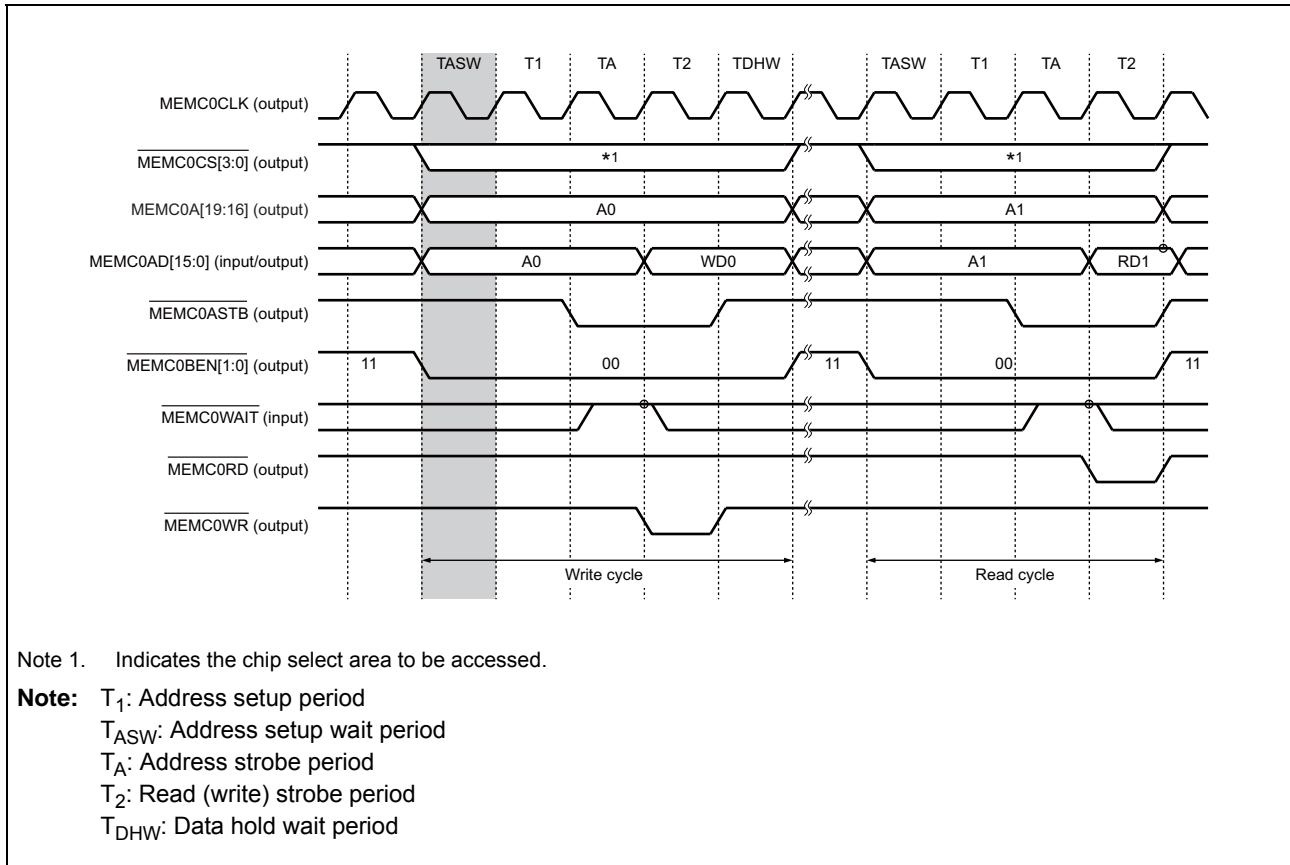 TASW T1 TA T2 TDHW TASW T1 TA T2
MEMC0CLK (output)
MEMC0CS[3:0] (output) *1 *1
MEMC0A[19:16] (output) A0 A1
MEMC0AD[15:0] (input/output) A0 WD0 A1 RD1
MEMC0ASTB (output)
MEMC0BEN[1:0] (output) 11 00 11 00 11
MEMC0WAIT (input)
MEMC0RD (output)
MEMC0WR (output)
Write cycle Read cycle
Note 1. Indicates the chip select area to be accessed.
Note: T1: Address setup period
TASW: Address setup wait period
TA: Address strobe period
T2: Read (write) strobe period
TDHW: Data hold wait period